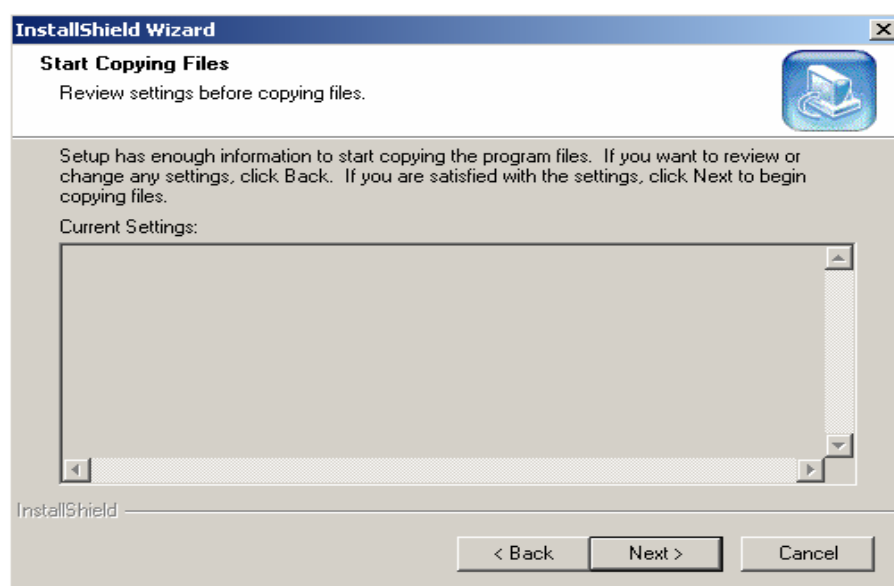 InstallShield Wizard
Start Copying Files
Review settings before copying files.
Setup has enough information to start copying the program files.  If you want to review or
change any settings, click Back.  If you are satisfied with the settings, click Next to begin
copying files.
Current Settings:
InstallShield
< Back
Next >
Cancel